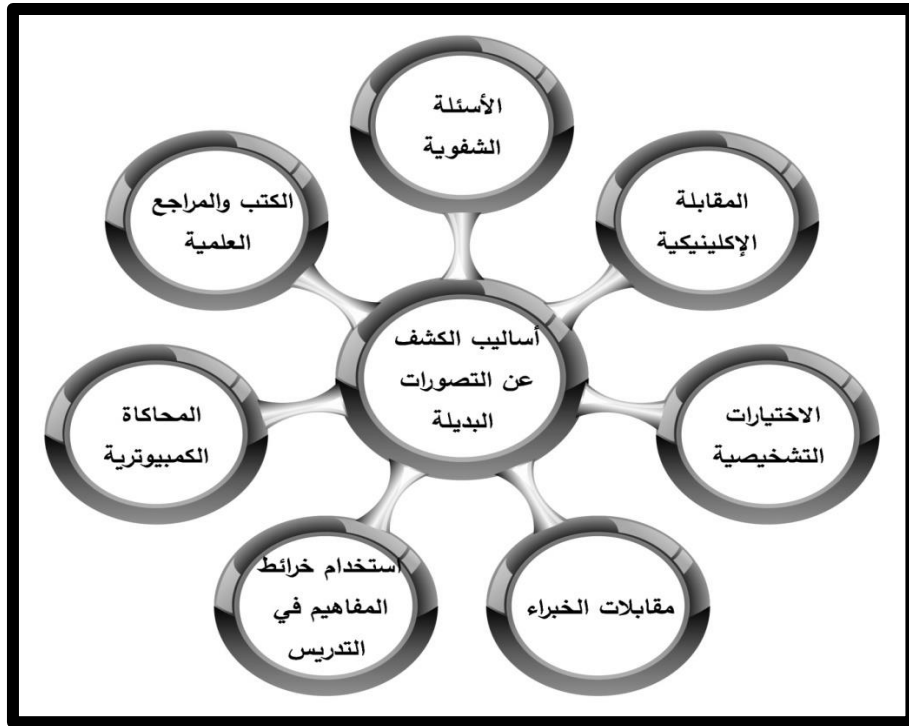 الأسئلة
الشفوية
المقابلة
الإكلينيكية
الكتب والمراجع
العلمية
أساليب الكشف
عن التصورات
البديلة
الاختيارات
التشخيصية
المحاكاة
الكمبيوترية
مقابلات الخبراء
استخدام خرائط
المفاهيم في
التدريس